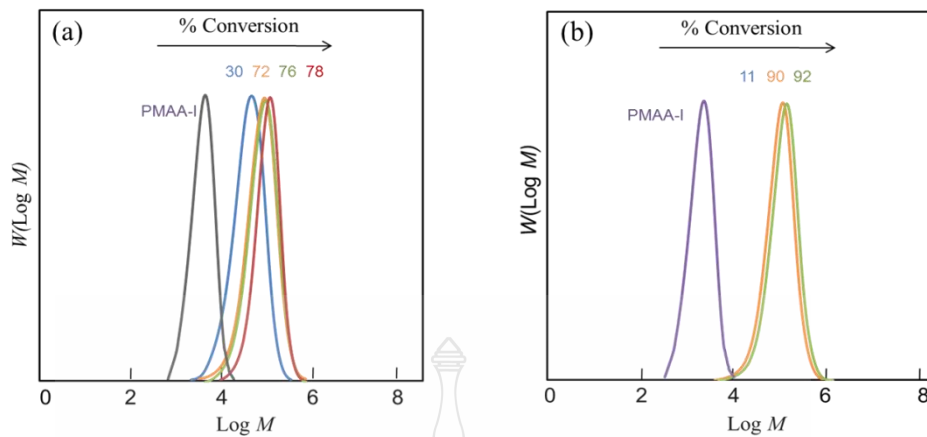 (a)
% Conversion
30 72 76 78
PMAA-I
W(Log M)
0 2 4 6 8
Log M
(b)
% Conversion
11 90 92
PMAA-I
W(Log M)
0 2 4 6 8
Log M